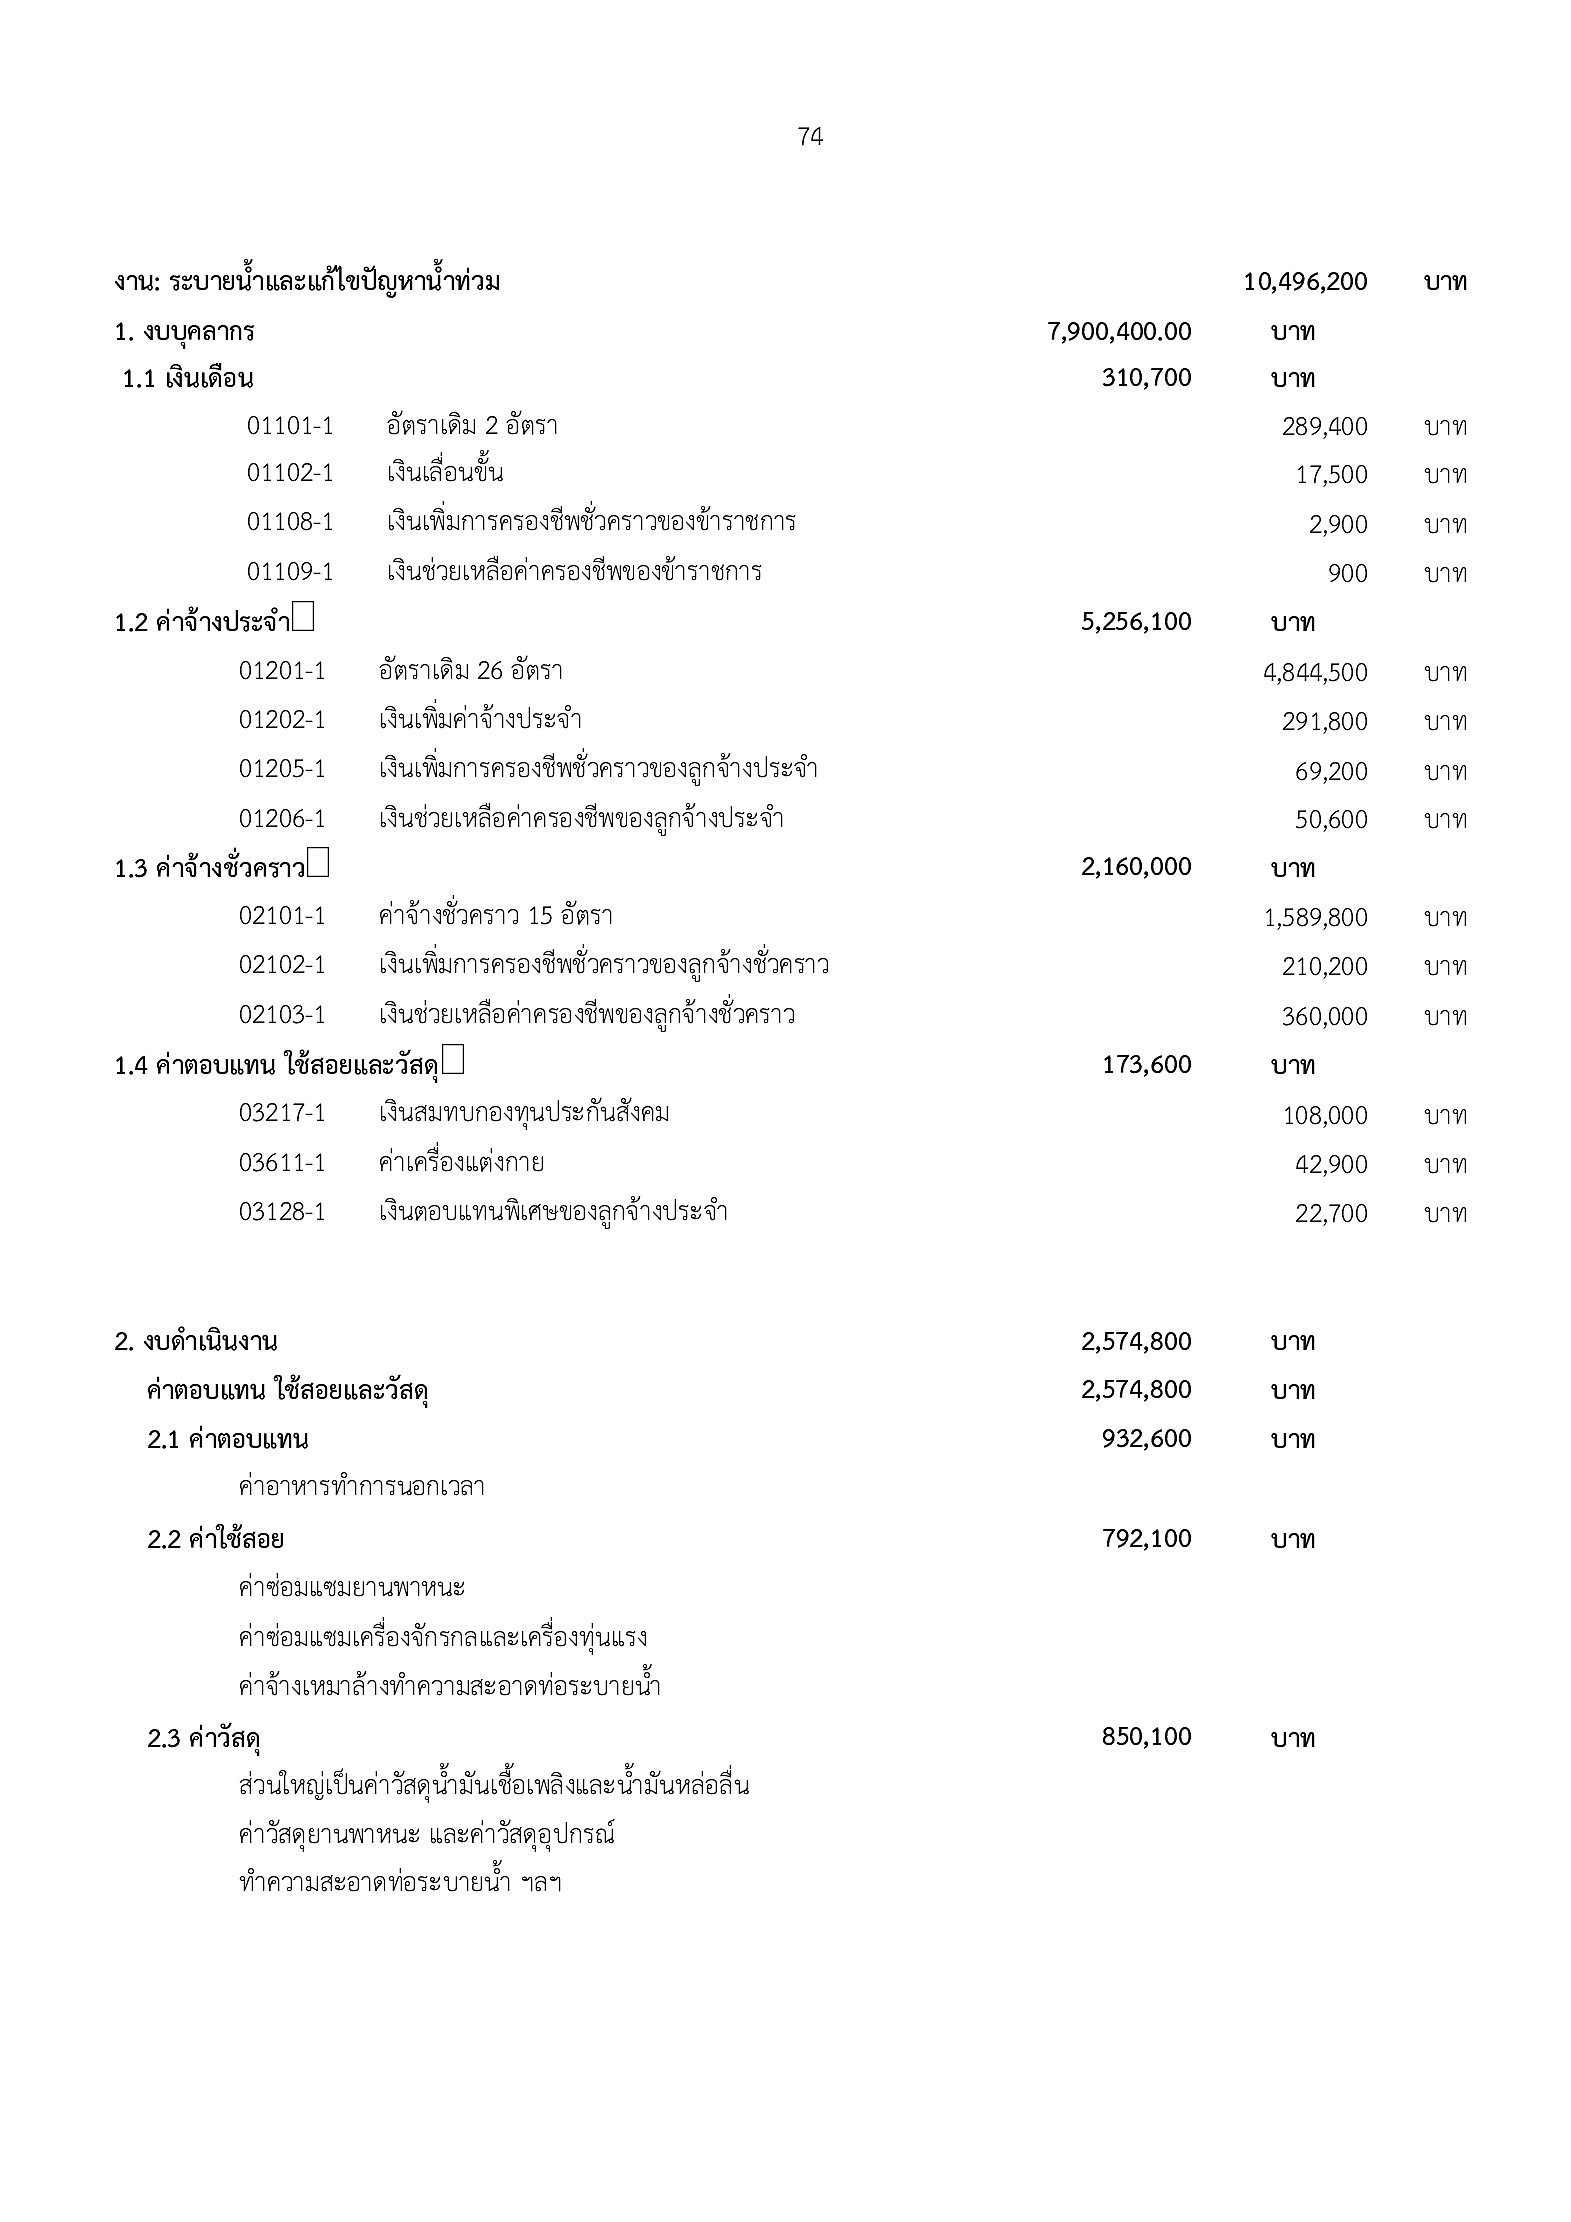 74
งาน: ระบายน้ำและแก้ไขปัญหาน้ำท่วม 10,496,200 บาท
1. งบบุคลากร 7,900,400.00 บาท
1.1 เงินเดือน 310,700 บาท
01101-1 อัตราเดิม 2 อัตรา 289,400 บาท
01102-1 เงินเลื่อนขั้น 17,500 บาท
01108-1 เงินเพิ่มการครองชีพชั่วคราวของข้าราชการ 2,900 บาท
01109-1 เงินช่วยเหลือค่าครองชีพของข้าราชการ 900 บาท
1.2 ค่าจ้างประจำ 5,256,100 บาท
01201-1 อัตราเดิม 26 อัตรา 4,844,500 บาท
01202-1 เงินเพิ่มค่าจ้างประจำ 291,800 บาท
01205-1 เงินเพิ่มการครองชีพชั่วคราวของลูกจ้างประจำ 69,200 บาท
01206-1 เงินช่วยเหลือค่าครองชีพของลูกจ้างประจำ 50,600 บาท
1.3 ค่าจ้างชั่วคราว 2,160,000 บาท
02101-1 ค่าจ้างชั่วคราว 15 อัตรา 1,589,800 บาท
02102-1 เงินเพิ่มการครองชีพชั่วคราวของลูกจ้างชั่วคราว 210,200 บาท
02103-1 เงินช่วยเหลือค่าครองชีพของลูกจ้างชั่วคราว 360,000 บาท
1.4 ค่าตอบแทน ใช้สอยและวัสดุ 173,600 บาท
03217-1 เงินสมทบกองทุนประกันสังคม 108,000 บาท
03611-1 ค่าเครื่องแต่งกาย 42,900 บาท
03128-1 เงินตอบแทนพิเศษของลูกจ้างประจำ 22,700 บาท
2. งบดำเนินงาน 2,574,800 บาท
ค่าตอบแทน ใช้สอยและวัสดุ 2,574,800 บาท
2.1 ค่าตอบแทน 932,600 บาท
ค่าอาหารทำการนอกเวลา
2.2 ค่าใช้สอย 792,100 บาท
ค่าซ่อมแซมยานพาหนะ
ค่าซ่อมแซมเครื่องจักรกลและเครื่องทุ่นแรง
ค่าจ้างเหมาล้างทำความสะอาดท่อระบายน้ำ
2.3 ค่าวัสดุ 850,100 บาท
ส่วนใหญ่เป็นค่าวัสดุน้ำมันเชื้อเพลิงและน้ำมันหล่อลื่น
ค่าวัสดุยานพาหนะ และค่าวัสดุอุปกรณ์
ทำความสะอาดท่อระบายน้ำ ฯลฯ